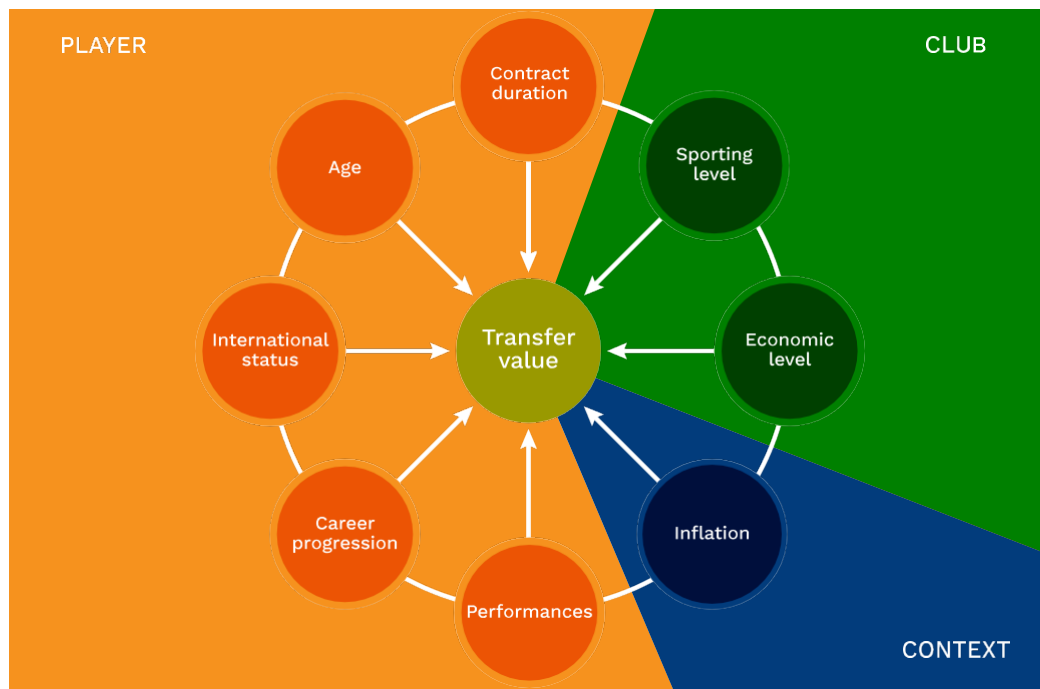 PLAYER
CLUB
Contract
duration
Age
Sporting
level
International
status
Transfer
value
Economic
level
Career
progression
Inflation
Performances
CONTEXT